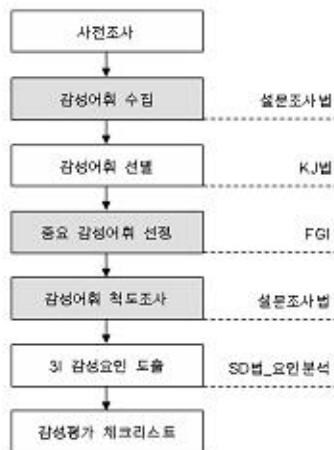 사전조사
감성어휘 수집 설문조사법
감성어휘 선별 KJ법
중요 감성어휘 선정 FGI
감성어휘 척도조사 설문조사법
3I 감성요인 도출 SD법_요인분석
감성평가 체크리스트